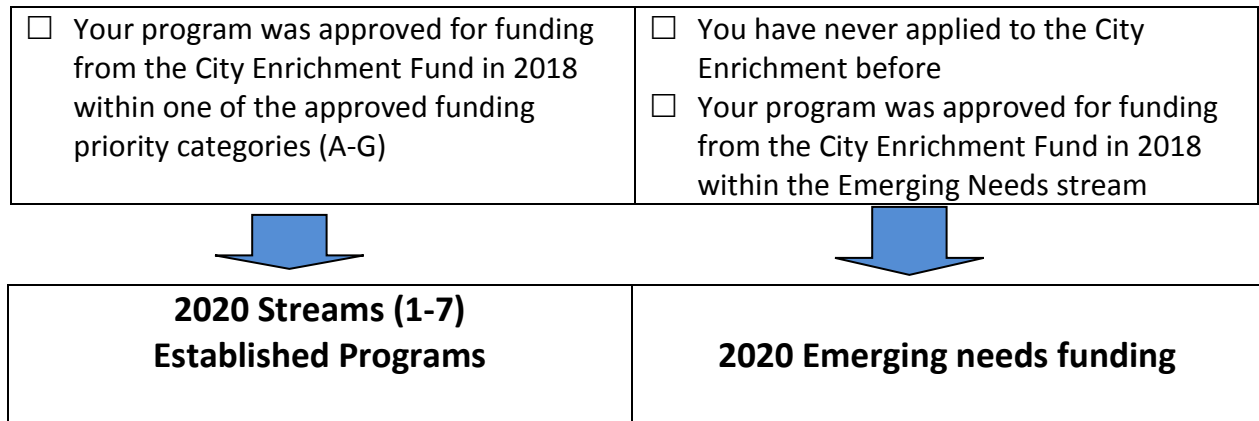 ☐ Your program was approved for funding
from the City Enrichment Fund in 2018
within one of the approved funding
priority categories (A-G)
☐ You have never applied to the City
Enrichment before
☐ Your program was approved for funding
from the City Enrichment Fund in 2018
within the Emerging Needs stream
2020 Streams (1-7)
Established Programs
2020 Emerging needs funding